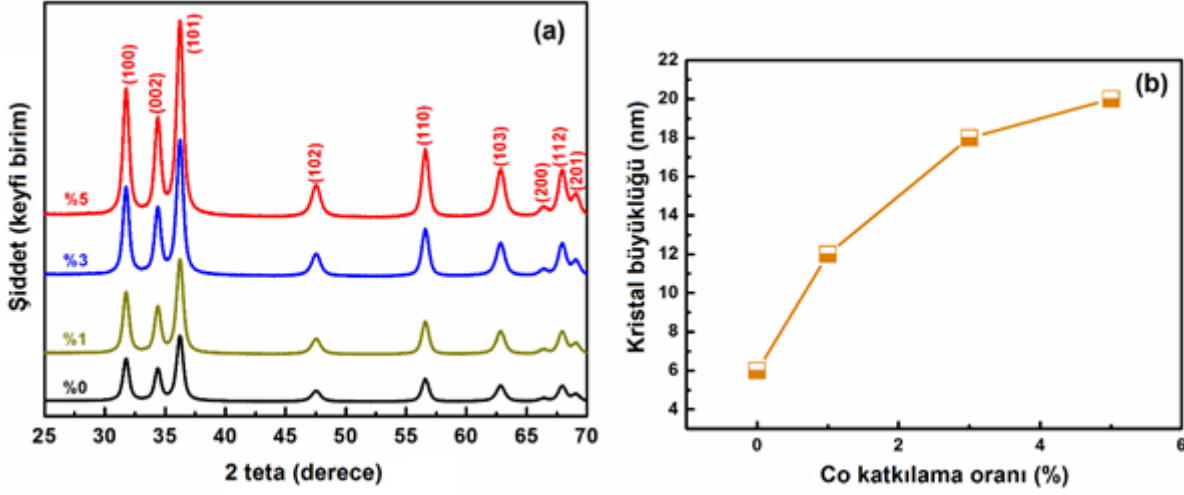 (a)
(100)
(002)
(101)
(102)
(110)
(103)
(200)
(112)
(201)
%5
%3
%1
%0
Şiddet (keyfi birim)
25 30 35 40 45 50 55 60 65 70
2 teta (derece)
(b)
Kristal büyüklüğü (nm)
22
20
18
16
14
12
10
8
6
4
0 2 4 6
Co katkılama oranı (%)